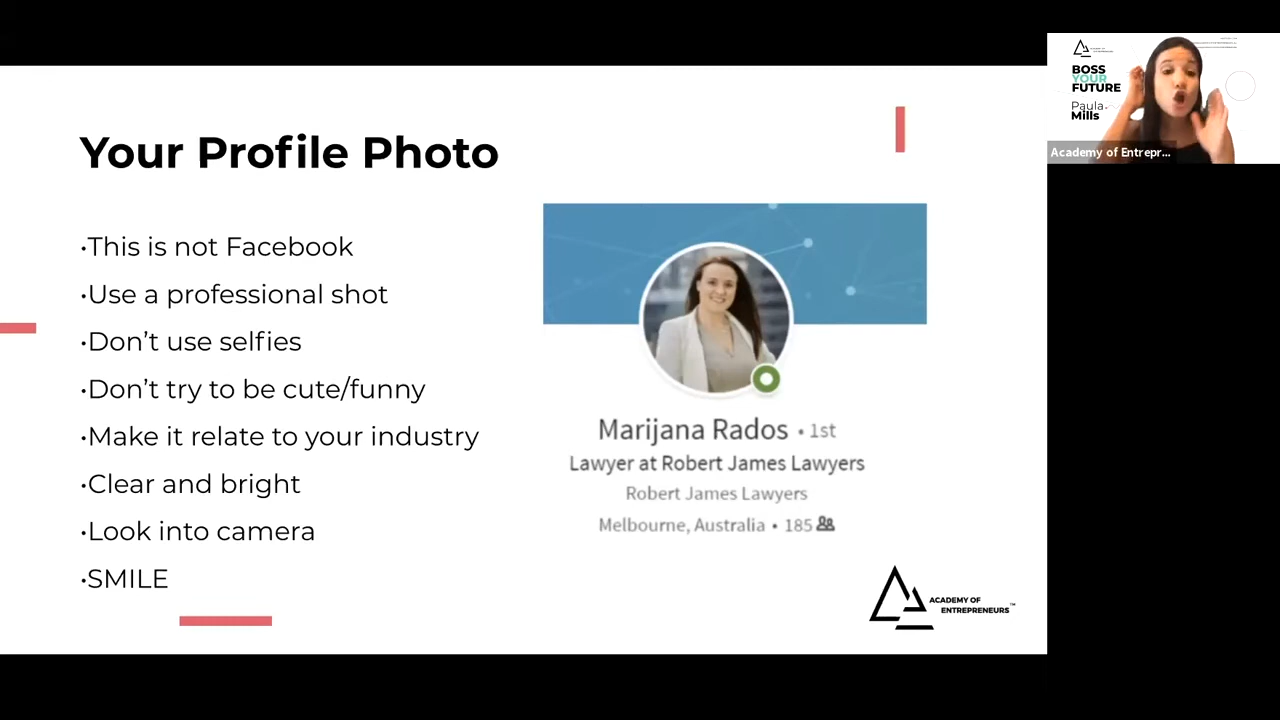 Your Profile Photo
•This is not Facebook
•Use a professional shot
•Don’t use selfies
•Don’t try to be cute/funny
•Make it relate to your industry
•Clear and bright
•Look into camera
•SMILE
Marijana Rados • 1st
Lawyer at Robert James Lawyers
Robert James Lawyers
Melbourne, Australia • 185
ACADEMY OF
ENTREPRENEURS™
BOSS
YOUR
FUTURE
Paula
Mills
Academy of Entrepr...